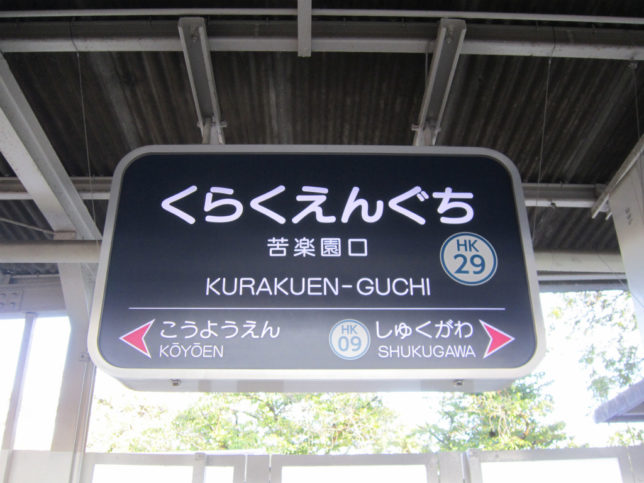 くらくえんぐち
苦楽園口
HK
29
KURAKUEN-GUCHI
こうようえん
KŌYŌEN
HK
09
しゅくがわ
SHUKUGAWA